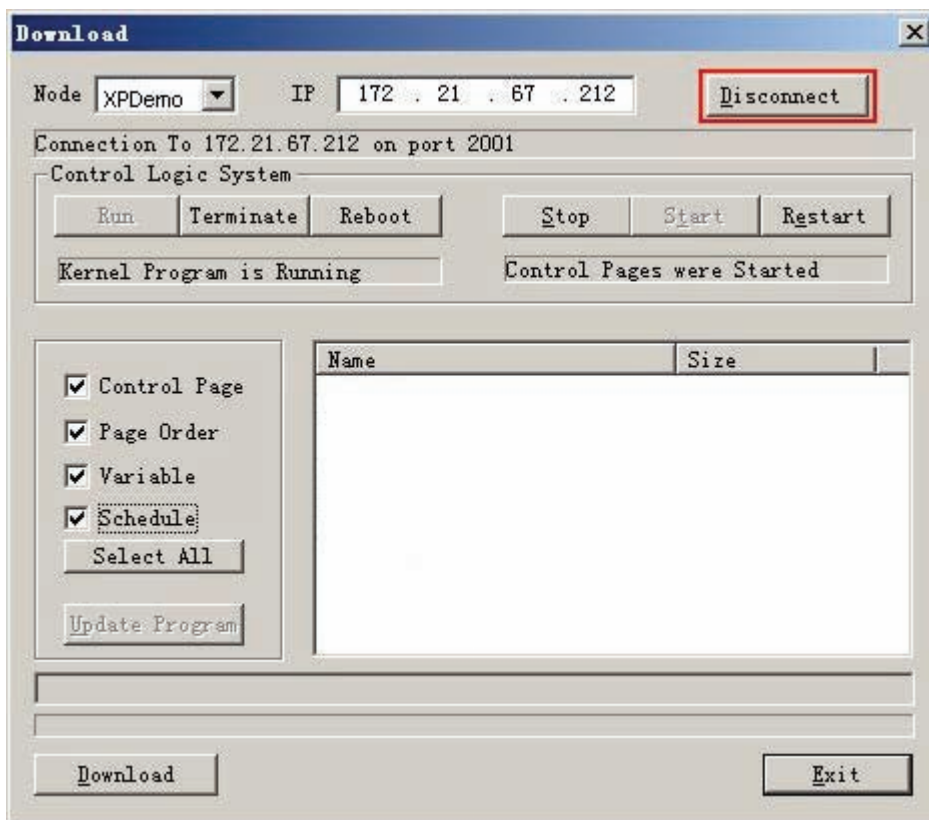 Download
Node XPDemo IP 172 . 21 . 67 . 212 Disconnect
Connection To 172.21.67.212 on port 2001
Control Logic System
Run Terminate Reboot Stop Start Restart
Kernel Program is Running Control Pages were Started
Name Size
Control Page
Page Order
Variable
Schedule
Select All
Update Program
Download Exit